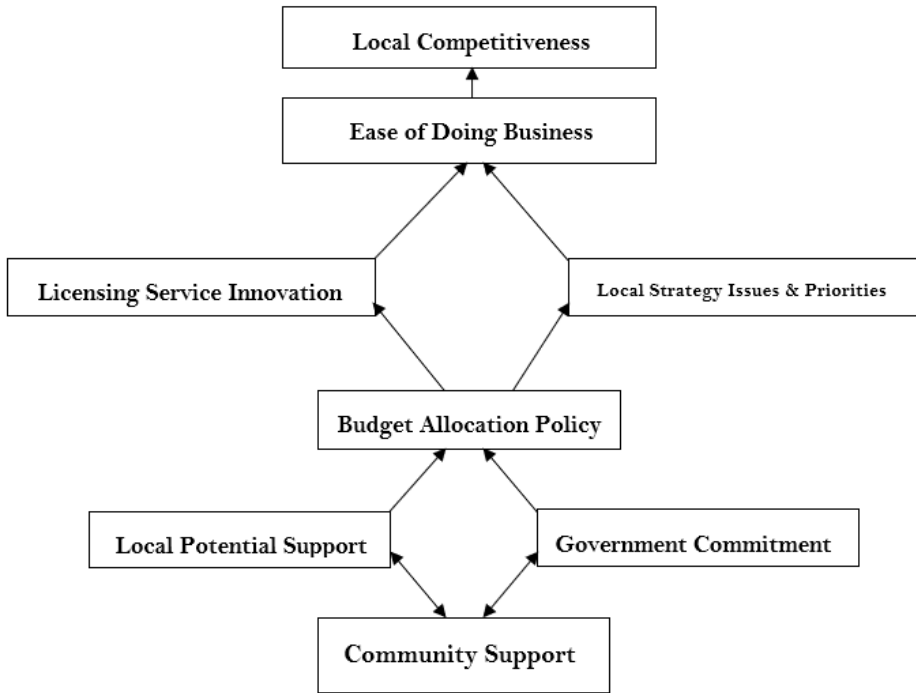 Local Competitiveness
Ease of Doing Business
Licensing Service Innovation
Local Strategy Issues & Priorities
Budget Allocation Policy
Local Potential Support
Government Commitment
Community Support